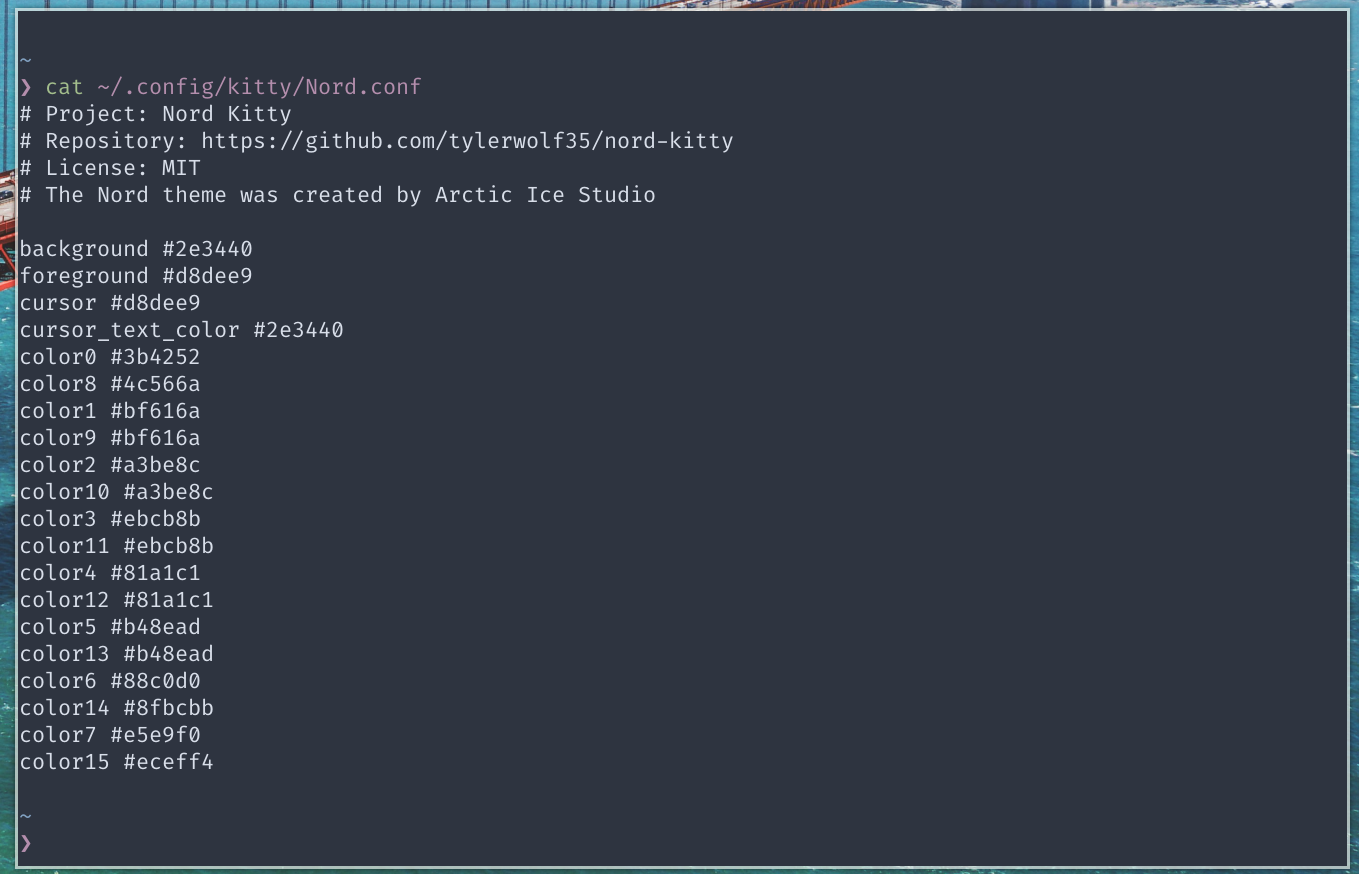 ~
❯ cat ~/.config/kitty/Nord.conf
# Project: Nord Kitty
# Repository: https://github.com/tylerwolf35/nord-kitty
# License: MIT
# The Nord theme was created by Arctic Ice Studio
background #2e3440
foreground #d8dee9
cursor #d8dee9
cursor_text_color #2e3440
color0 #3b4252
color8 #4c566a
color1 #bf616a
color9 #bf616a
color2 #a3be8c
color10 #a3be8c
color3 #ebcb8b
color11 #ebcb8b
color4 #81a1c1
color12 #81a1c1
color5 #b48ead
color13 #b48ead
color6 #88c0d0
color14 #8fbcbb
color7 #e5e9f0
color15 #eceff4
~
❯